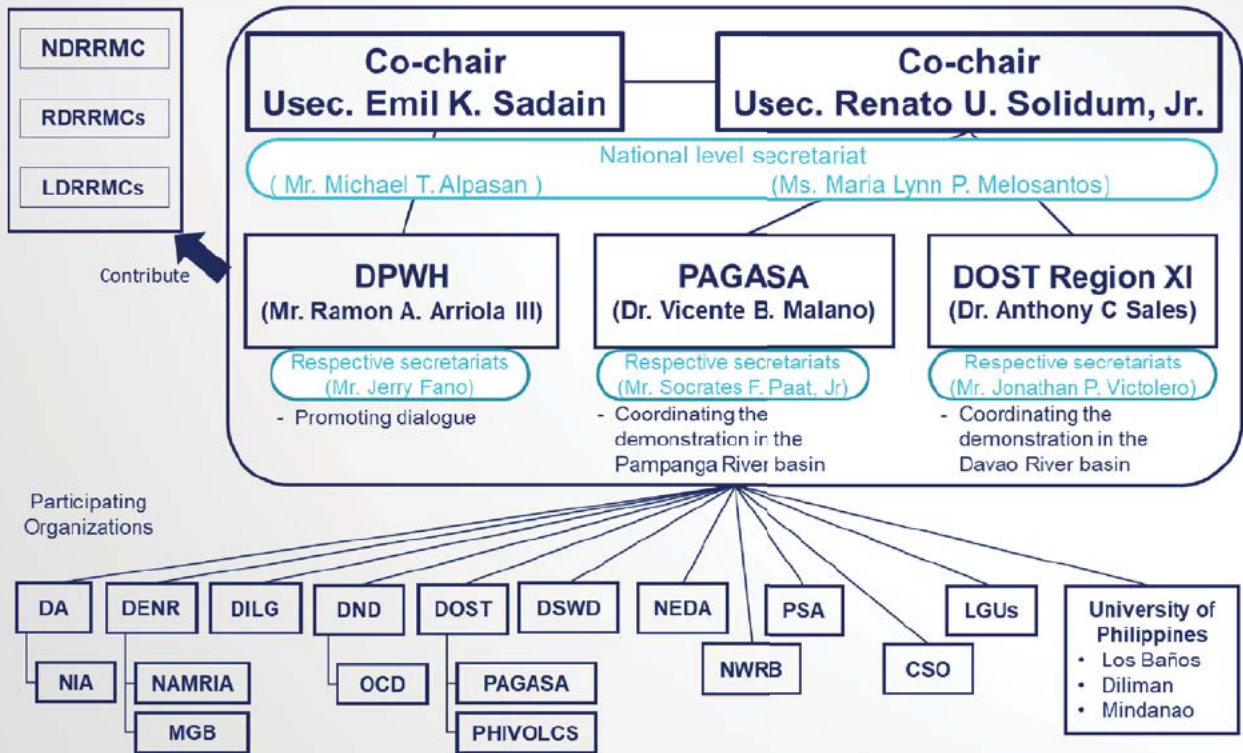 NDRRMC
RDRRMCs
LDRRMCs
Contribute
Co-chair
Usec. Emil K. Sadain
Co-chair
Usec. Renato U. Solidum, Jr.
National level secretariat
( Mr. Michael T. Alpasan )
(Ms. Maria Lynn P. Melosantos)
DPWH
(Mr. Ramon A. Arriola III)
Respective secretariats
(Mr. Jerry Fano)
- Promoting dialogue
PAGASA
(Dr. Vicente B. Malano)
Respective secretariats
(Mr. Socrates F. Paat, Jr)
- Coordinating the
demonstration in the
Pampanga River basin
DOST Region XI
(Dr. Anthony C Sales)
Respective secretariats
(Mr. Jonathan P. Victolero)
- Coordinating the
demonstration in the
Davao River basin
Participating
Organizations
DA
NIA
DENR
NAMRIA
MGB
DILG
DND
OCD
DOST
PAGASA
PHIVOLCS
DSWD
NEDA
NWRB
PSA
CSO
LGUs
University of
Philippines
• Los Baños
• Diliman
• Mindanao